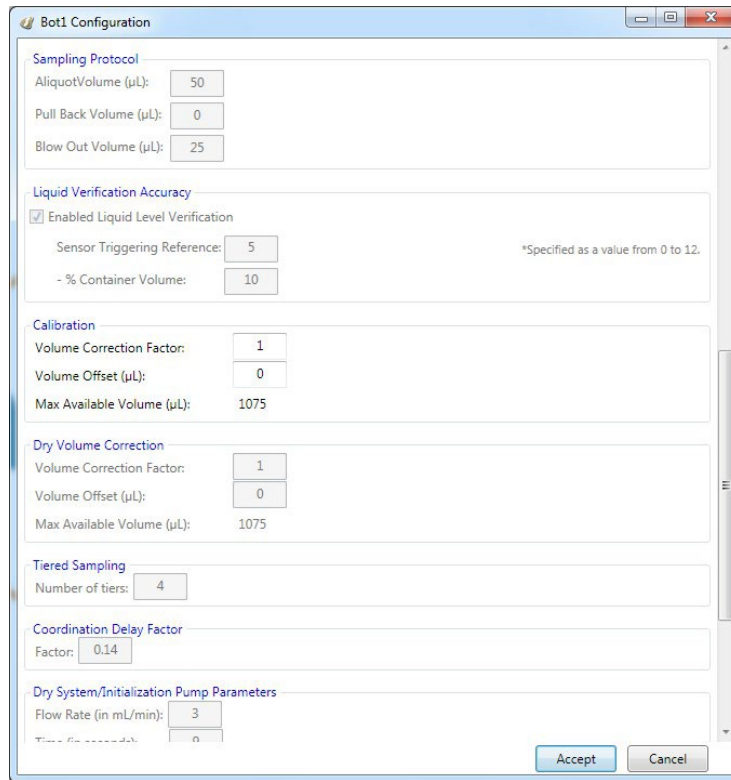 Bot1 Configuration
Sampling Protocol
AliquotVolume (µL): 50
Pull Back Volume (µL): 0
Blow Out Volume (µL): 25
Liquid Verification Accuracy
Enabled Liquid Level Verification
Sensor Triggering Reference: 5 *Specified as a value from 0 to 12.
- % Container Volume: 10
Calibration
Volume Correction Factor: 1
Volume Offset (µL): 0
Max Available Volume (µL): 1075
Dry Volume Correction
Volume Correction Factor: 1
Volume Offset (µL): 0
Max Available Volume (µL): 1075
Tiered Sampling
Number of tiers: 4
Coordination Delay Factor
Factor: 0.14
Dry System/Initialization Pump Parameters
Flow Rate (in mL/min): 3
Time (in seconds):
Accept Cancel